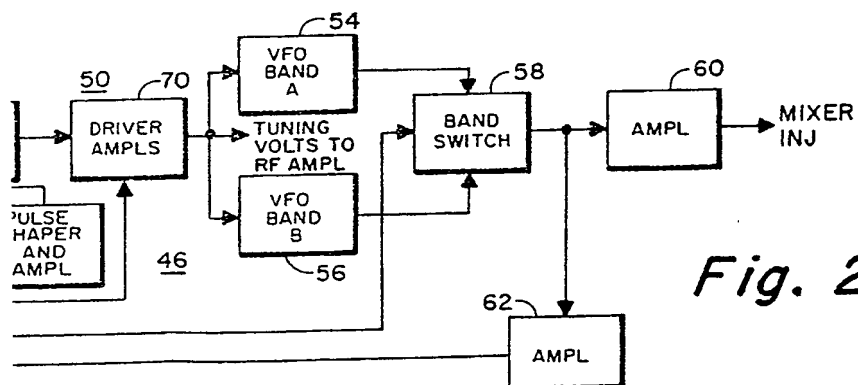 54
VFO
BAND
A
50
70
DRIVER
AMPLS
TUNING
VOLTS TO
RF AMPL
58
BAND
SWITCH
60
AMPL
MIXER
INJ
VFO
BAND
B
56
PULSE
HAPER
AND
AMPL
46
62
AMPL
Fig. 2